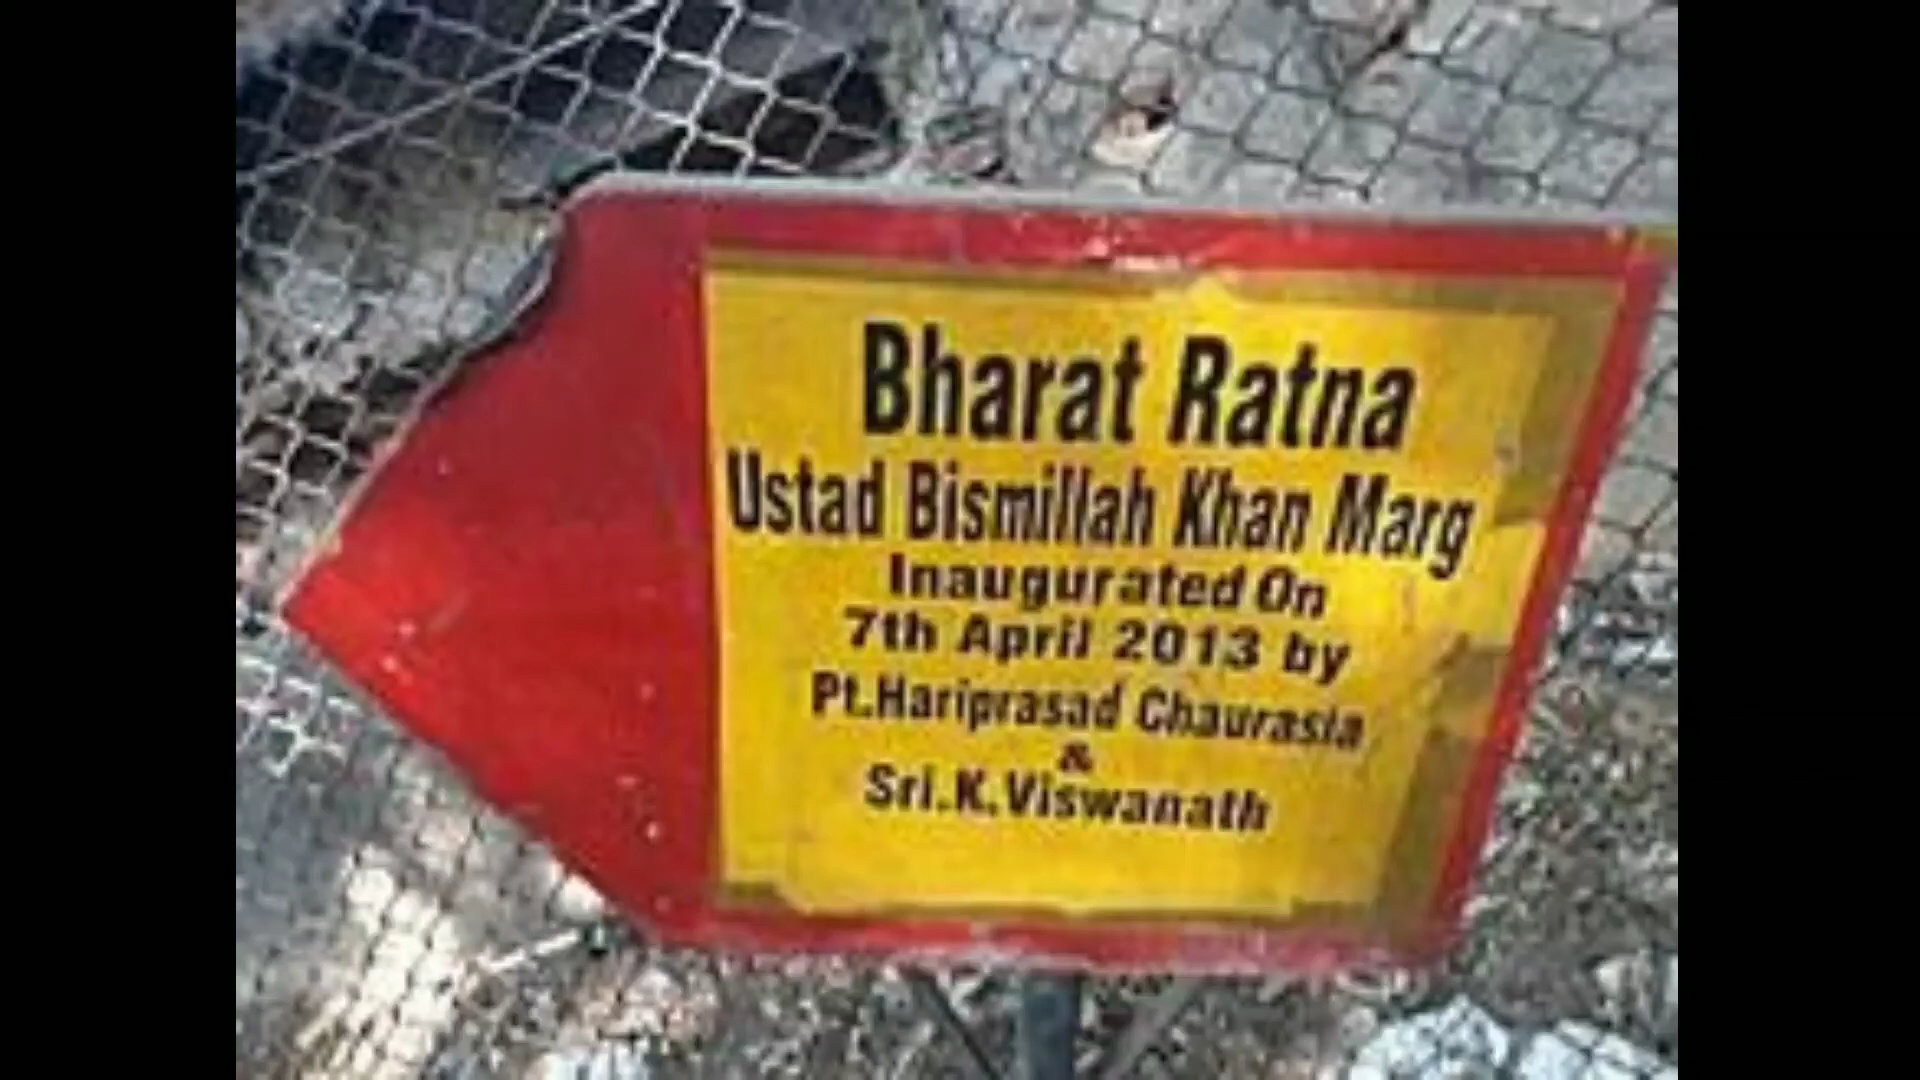 Bharat Ratna
Ustad Bismillah Khan Marg
Inaugurated On
7th April 2013 by
Pt.Hariprasad Chaurasia
&
Sri.K.Viswanath